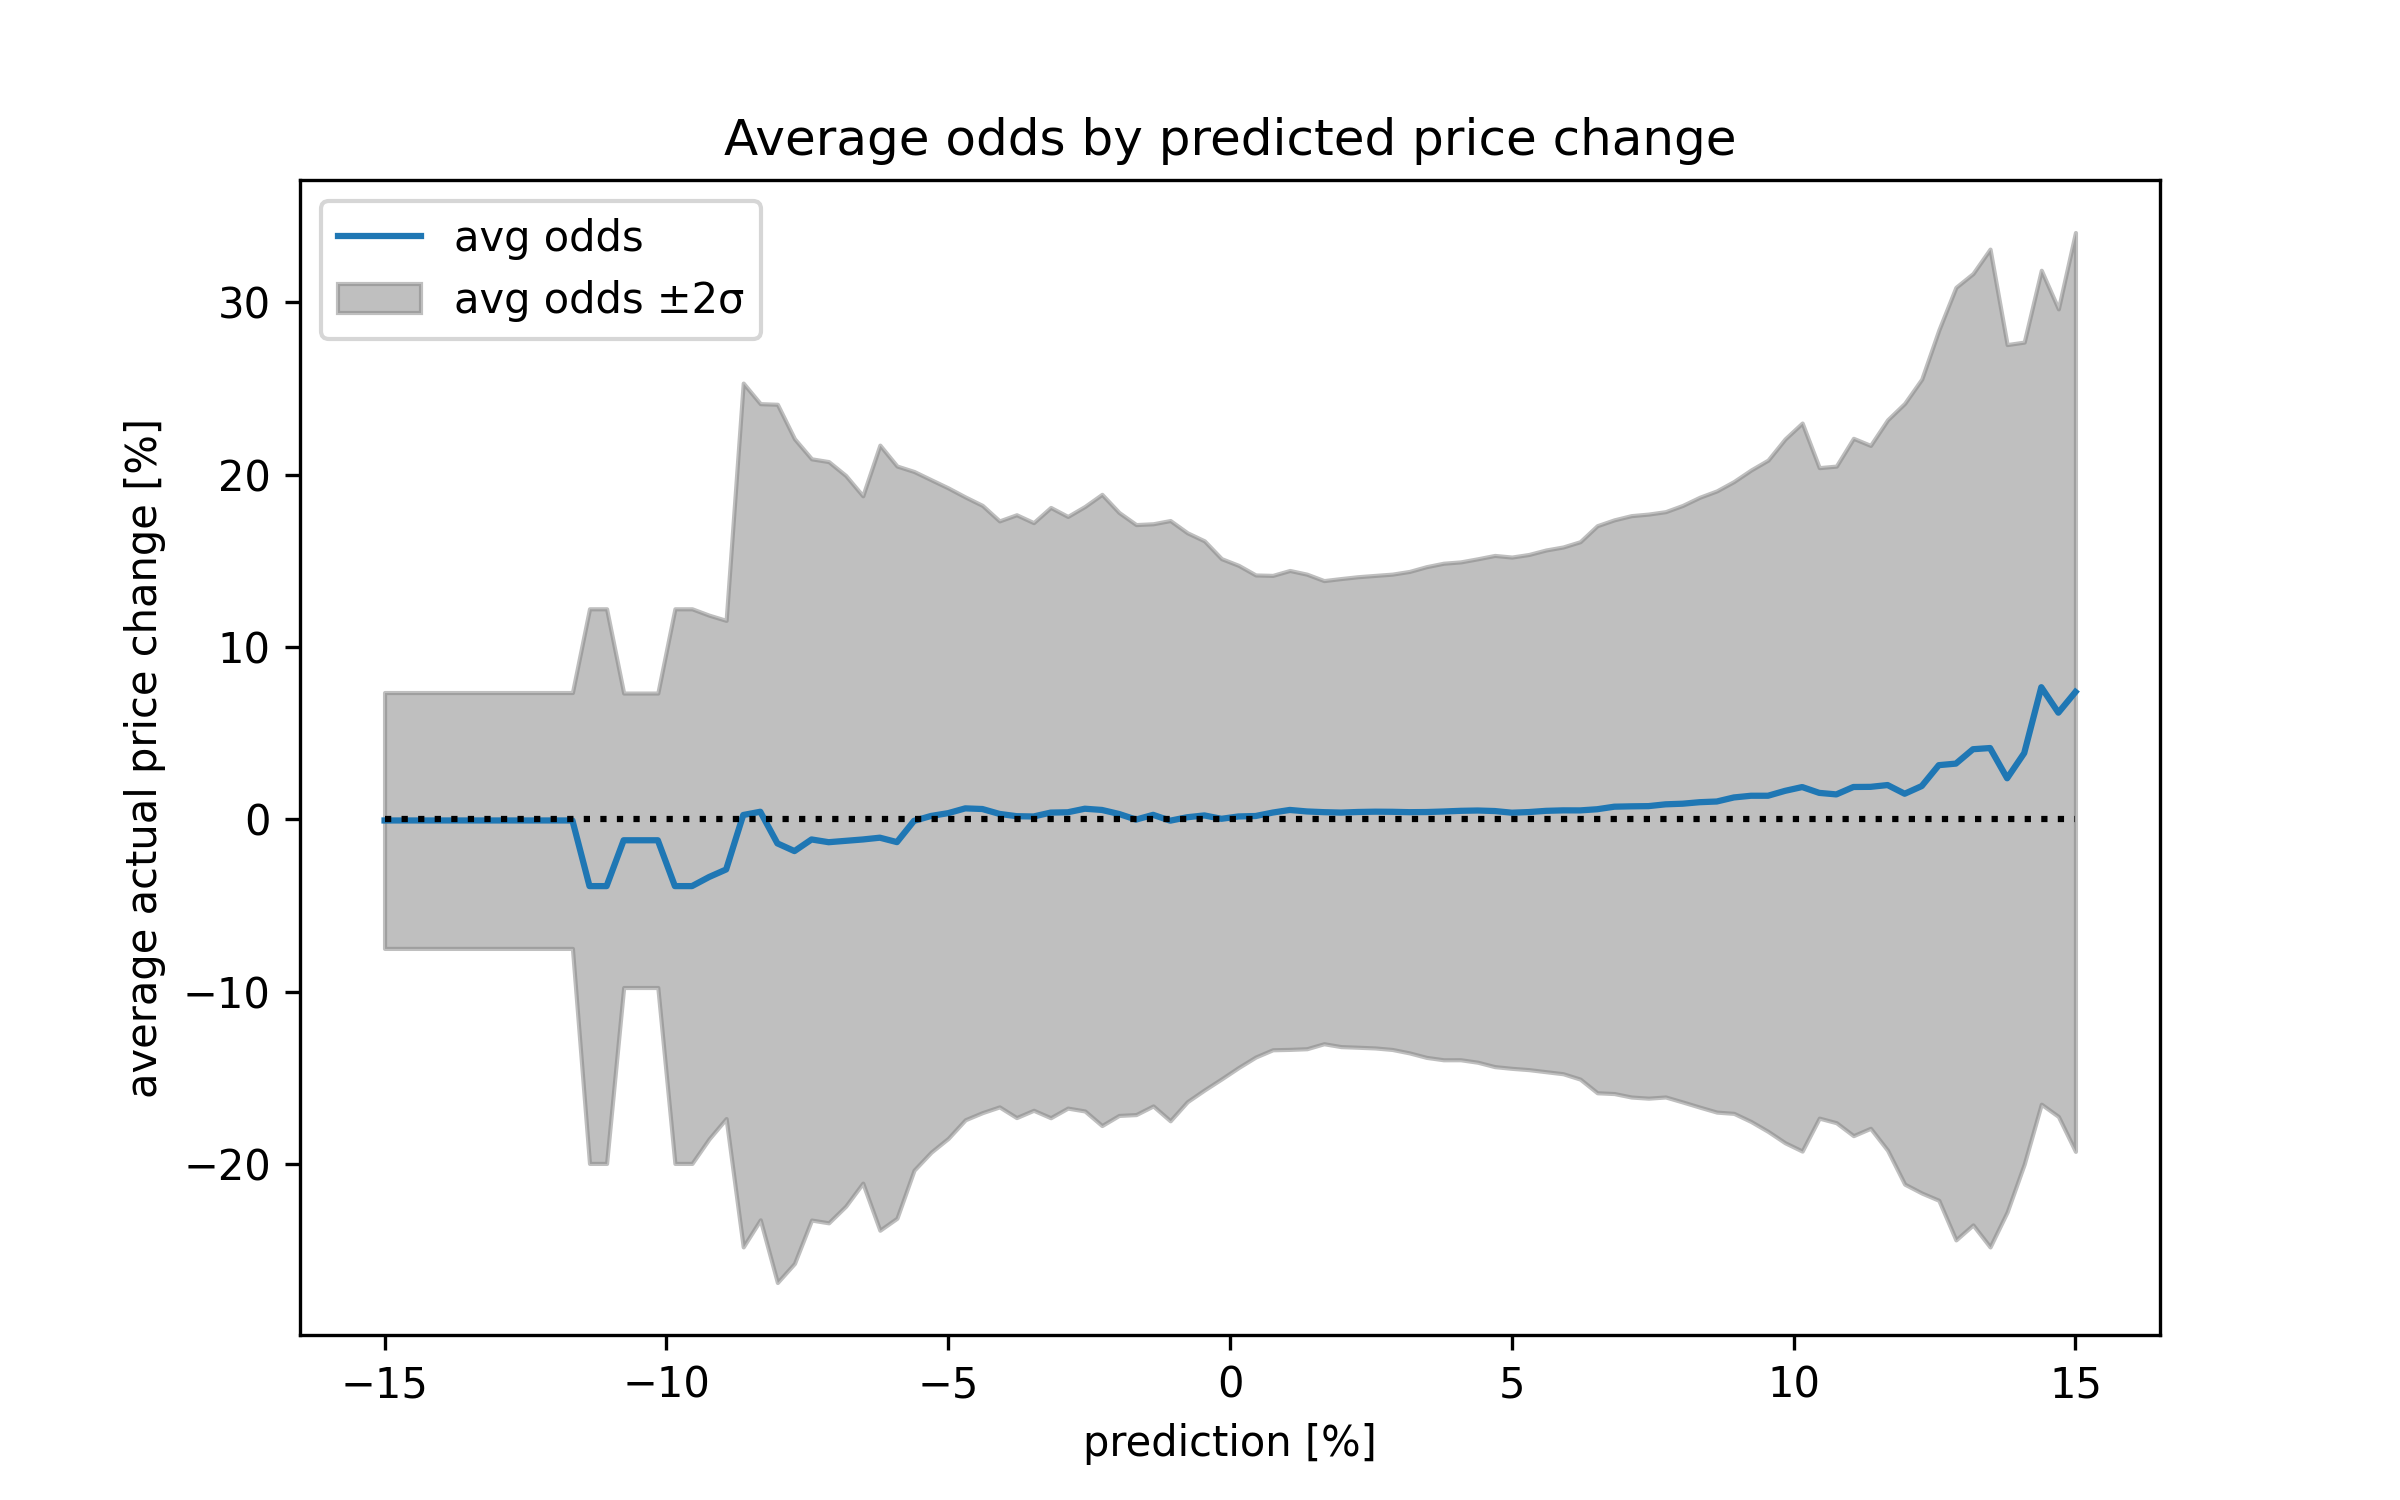 Average odds by predicted price change
avg odds
avg odds ±2σ
average actual price change [%]
30
20
10
0
−10
−20
−15
−10
−5
0
5
10
15
prediction [%]